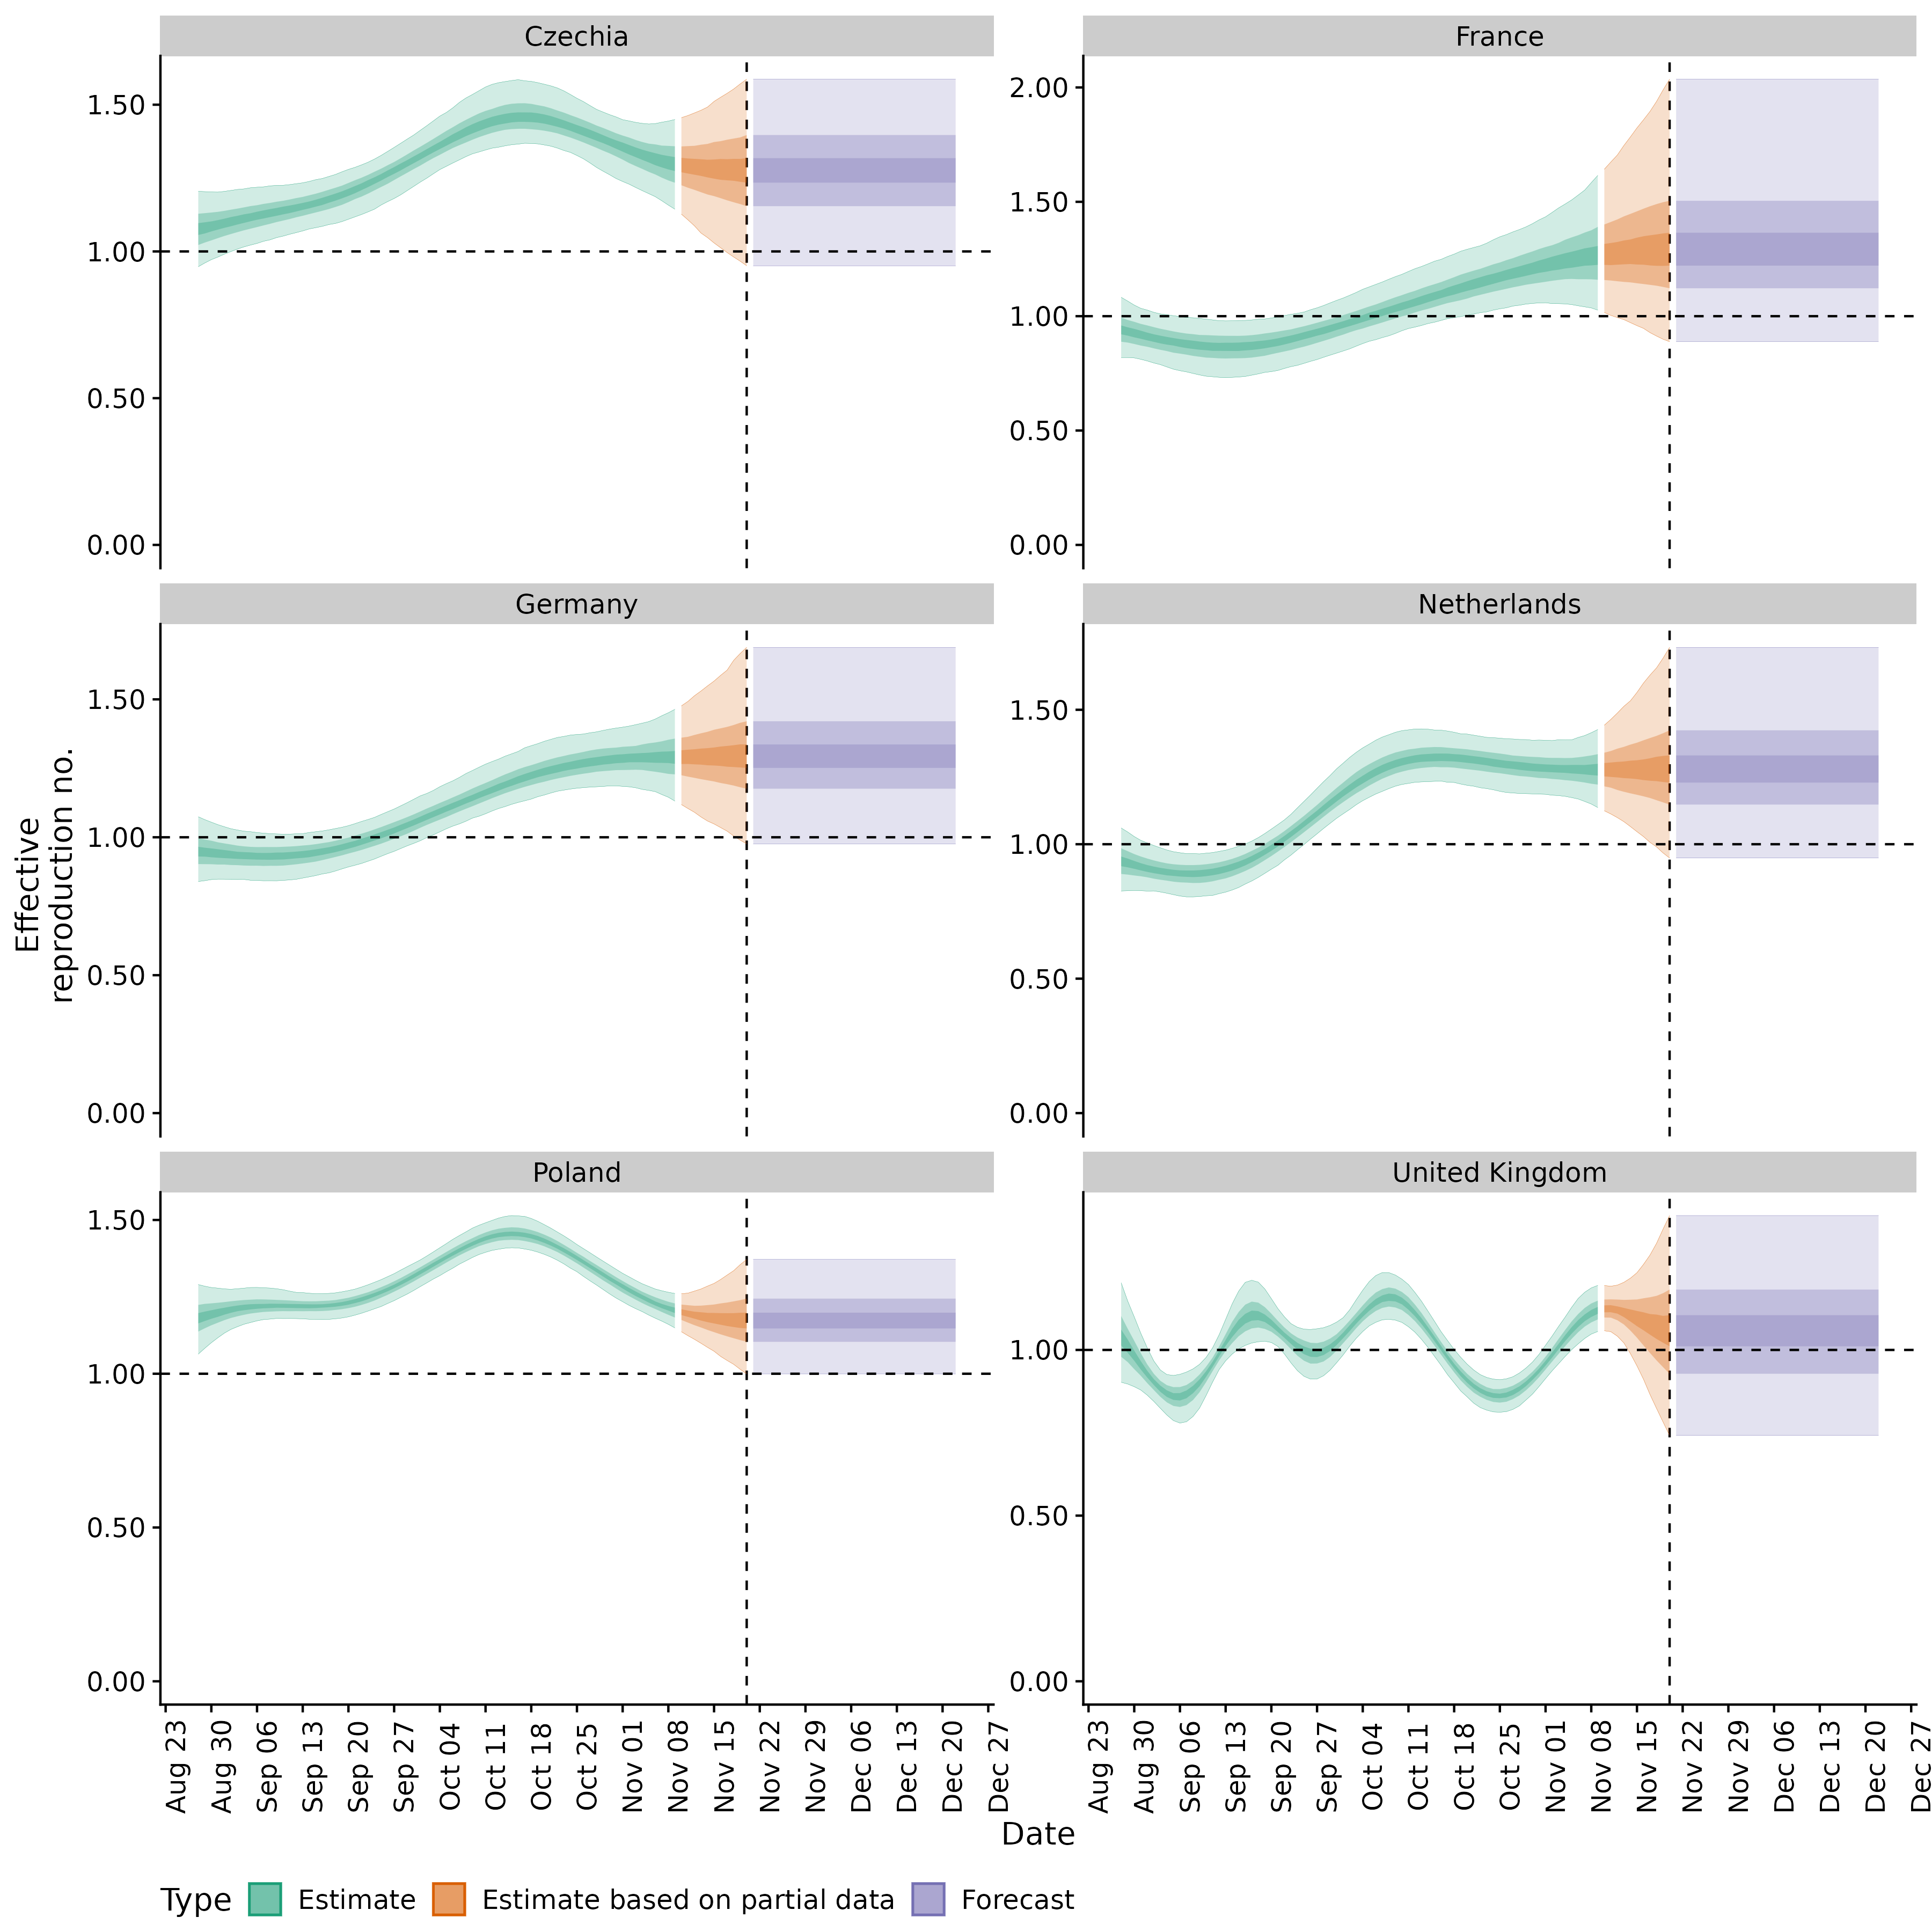 Czechia
France
1.50
1.00
0.50
0.00
2.00
1.50
1.00
0.50
0.00
Germany
Netherlands
1.50
1.00
0.50
0.00
1.50
1.00
0.50
0.00
Effective
reproduction no.
Poland
United Kingdom
1.50
1.00
0.50
0.00
1.00
0.50
0.00
Aug 23
Aug 30
Sep 06
Sep 13
Sep 20
Sep 27
Oct 04
Oct 11
Oct 18
Oct 25
Nov 01
Nov 08
Nov 15
Nov 22
Nov 29
Dec 06
Dec 13
Dec 20
Dec 27
Aug 23
Aug 30
Sep 06
Sep 13
Sep 20
Sep 27
Oct 04
Oct 11
Oct 18
Oct 25
Nov 01
Nov 08
Nov 15
Nov 22
Nov 29
Dec 06
Dec 13
Dec 20
Dec 27
Date
Type Estimate Estimate based on partial data Forecast